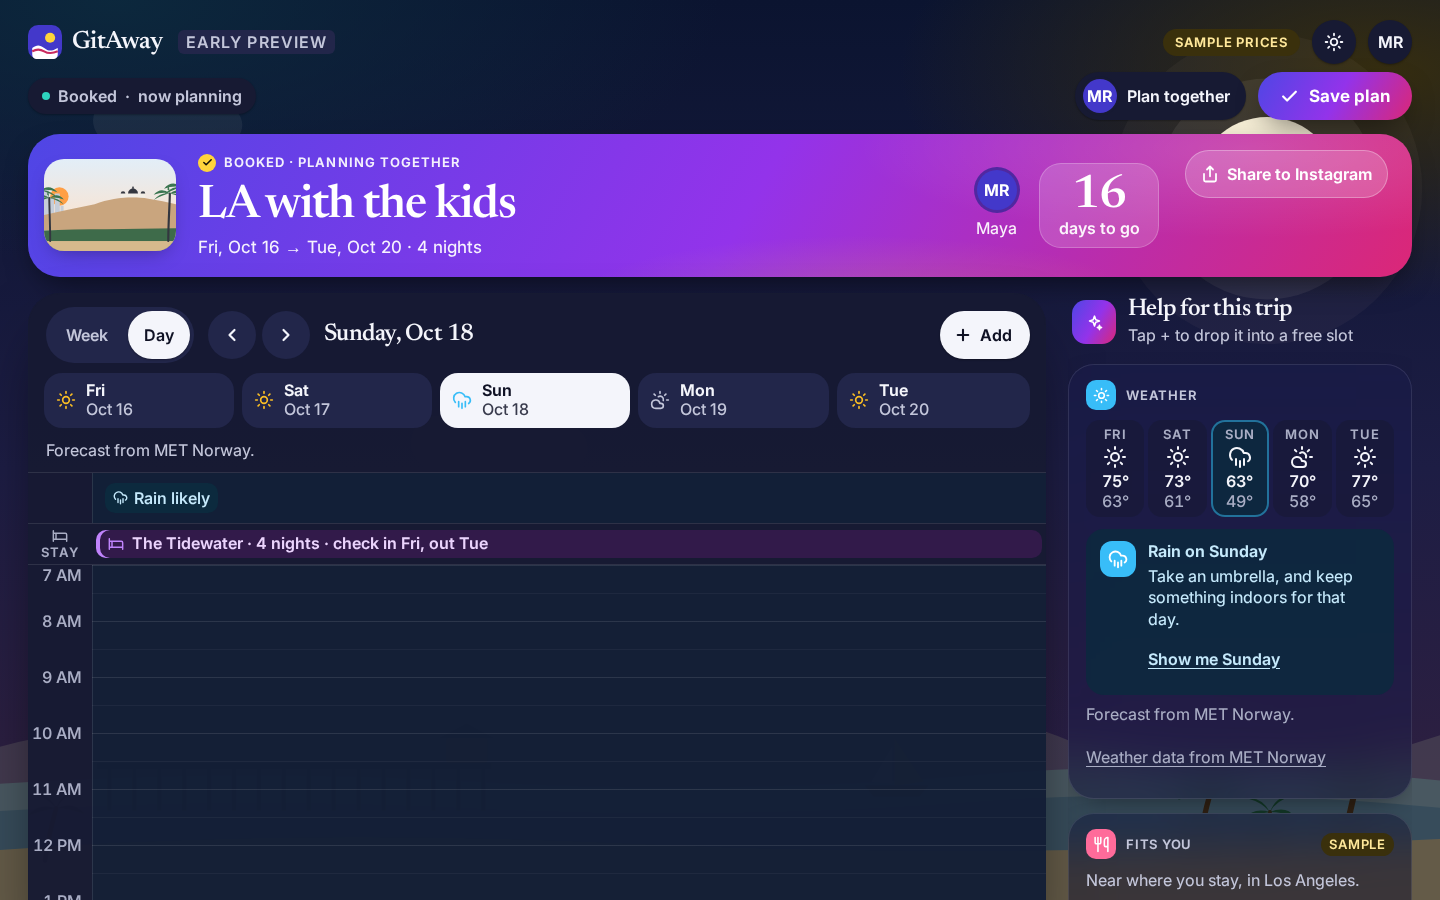 GitAway EARLY PREVIEW
SAMPLE PRICES
MR
Booked · now planning
MR Plan together
Save plan
BOOKED · PLANNING TOGETHER
LA with the kids
Fri, Oct 16 → Tue, Oct 20 · 4 nights
MR
Maya
16
days to go
Share to Instagram
Week
Day
Sunday, Oct 18
+ Add
Fri
Oct 16
Sat
Oct 17
Sun
Oct 18
Mon
Oct 19
Tue
Oct 20
Forecast from MET Norway.
Rain likely
STAY
The Tidewater · 4 nights · check in Fri, out Tue
7 AM
8 AM
9 AM
10 AM
11 AM
12 PM
1 PM
Help for this trip
Tap + to drop it into a free slot
WEATHER
FRI
75°
63°
SAT
73°
61°
SUN
63°
49°
MON
70°
58°
TUE
77°
65°
Rain on Sunday
Take an umbrella, and keep
something indoors for that
day.
Show me Sunday
Forecast from MET Norway.
Weather data from MET Norway
FITS YOU
SAMPLE
Near where you stay, in Los Angeles.